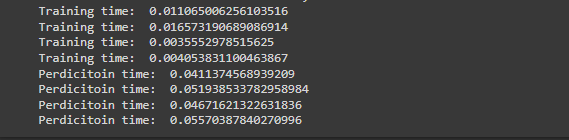 Training time:  0.011065006256103516
Training time:  0.016573190689086914
Training time:  0.0035552978515625
Training time:  0.004053831100463867
Perdicitoin time:  0.0411374568939209
Perdicitoin time:  0.051938533782958984
Perdicitoin time:  0.04671621322631836
Perdicitoin time:  0.05570387840270996